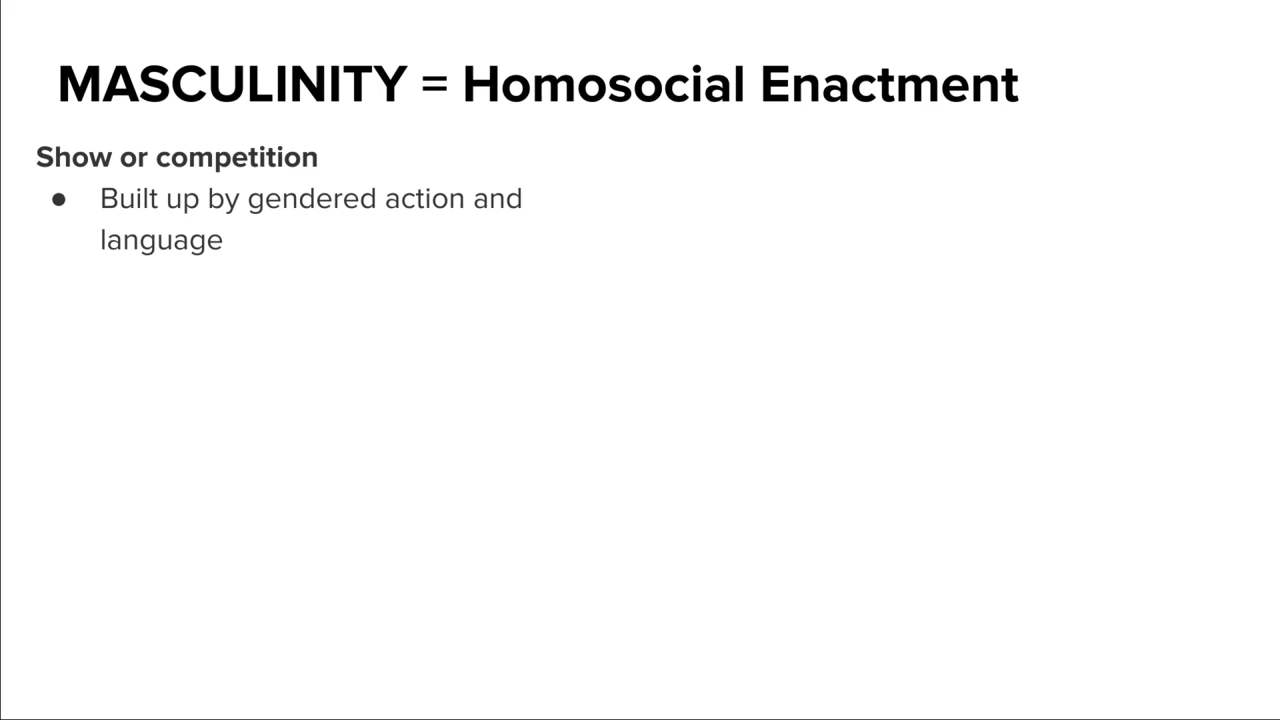 MASCULINITY = Homosocial Enactment
Show or competition
● Built up by gendered action and
language